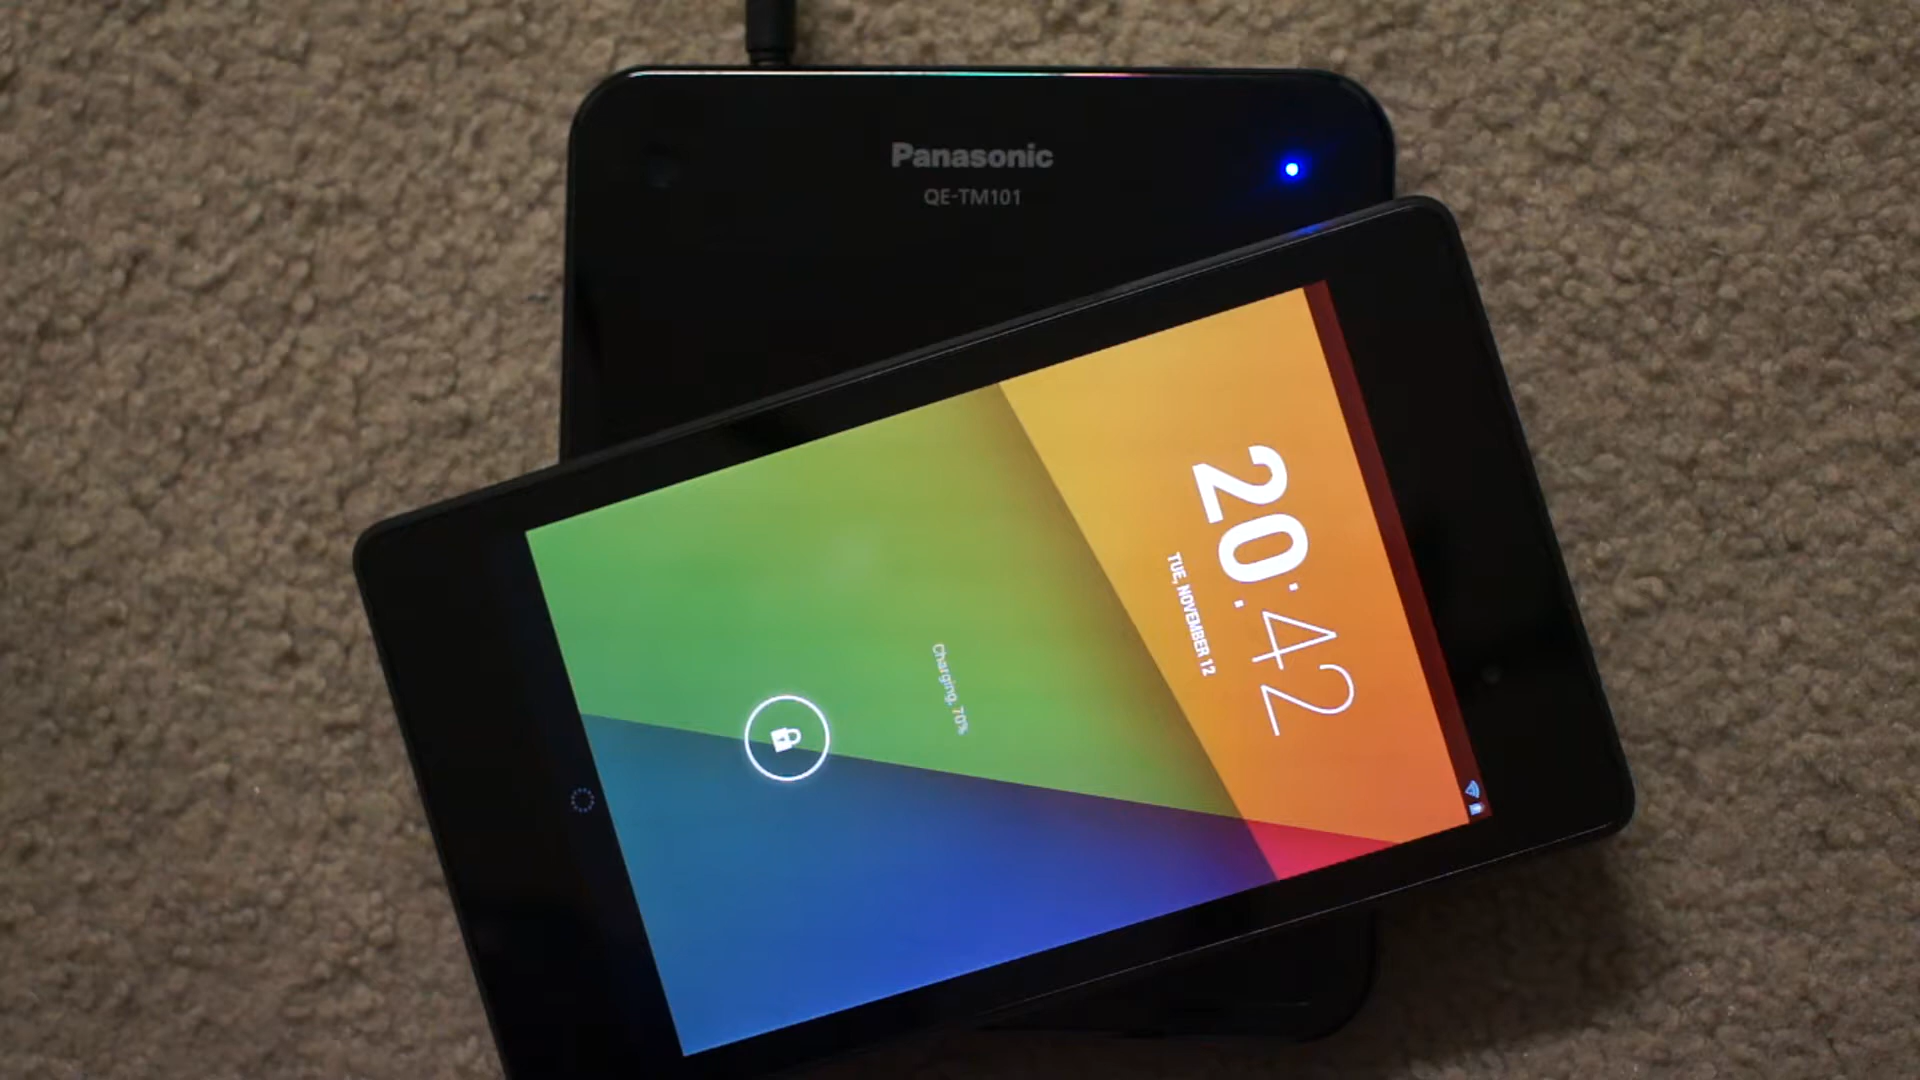 Panasonic
QE-TM101
20:42
TUE, NOVEMBER 12
Charging, 70%